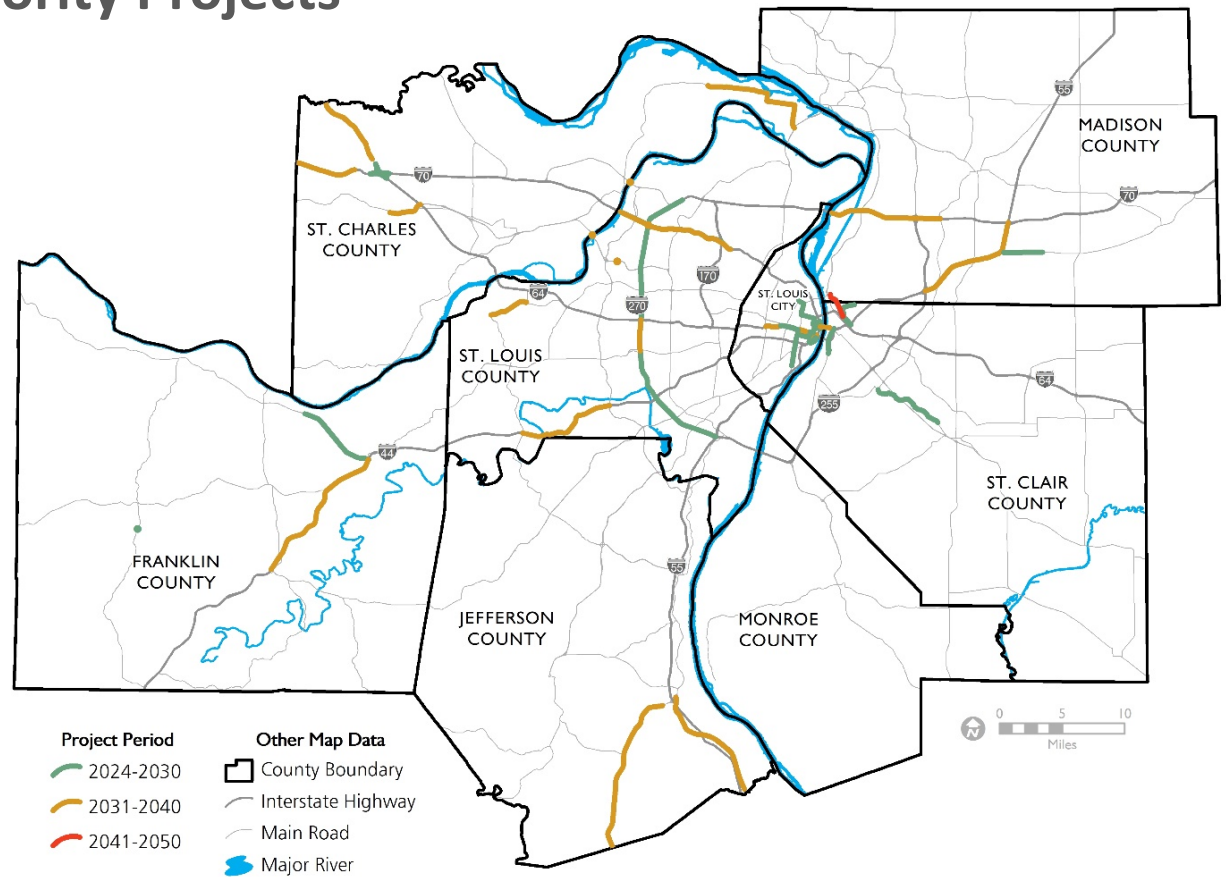 ority Projects
MADISON
COUNTY
55
70
70
ST. CHARLES
COUNTY
170
64
ST. LOUIS
CITY
270
ST. LOUIS
COUNTY
64
255
44
ST. CLAIR
COUNTY
FRANKLIN
COUNTY
55
JEFFERSON
COUNTY
MONROE
COUNTY
N
0 5 10
Miles
Project Period
2024-2030
2031-2040
2041-2050
Other Map Data
County Boundary
Interstate Highway
Main Road
Major River